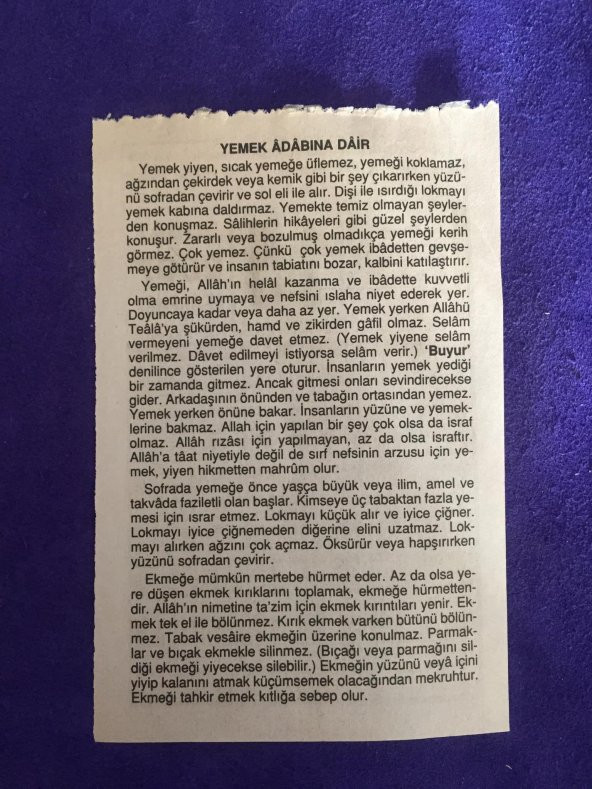 YEMEK ÂDÂBINA DÂİR
Yemek yiyen, sıcak yemeğe üflemez, yemeği koklamaz,
ağzından çekirdek veya kemik gibi bir şey çıkarırken yüzü-
nü sofradan çevirir ve sol eli ile alır. Dişi ile ısırdığı lokmayı
yemek kabına daldırmaz. Yemekte temiz olmayan şeyler-
den konuşmaz. Sâlihlerin hikâyeleri gibi güzel şeylerden
konuşur. Zararlı veya bozulmuş olmadıkça yemeği kerih
görmez. Çok yemez. Çünkü çok yemek ibâdetten gevşe-
meye götürür ve insanın tabiatını bozar, kalbini katılaştırır.
Yemeği, Allâh'ın helâl kazanma ve ibâdette kuvvetli
olma emrine uymaya ve nefsini ıslaha niyet ederek yer.
Doyuncaya kadar veya daha az yer. Yemek yerken Allâhü
Teâlâ'ya şükürden, hamd ve zikirden gâfil olmaz. Selâm
vermeyeni yemeğe davet etmez. (Yemek yiyene selâm
verilmez. Dâvet edilmeyi istiyorsa selâm verir.) 'Buyur'
denilince gösterilen yere oturur. İnsanların yemek yediği
bir zamanda gitmez. Ancak gitmesi onları sevindirecekse
gider. Arkadaşının önünden ve tabağın ortasından yemez.
Yemek yerken önüne bakar. İnsanların yüzüne ve yemek-
lerine bakmaz. Allah için yapılan bir şey çok olsa da israf
olmaz. Allâh rızâsı için yapılmayan, az da olsa israftır.
Allâh'a tâat niyetiyle değil de sırf nefsinin arzusu için ye-
mek, yiyen hikmetten mahrûm olur.
Sofrada yemeğe önce yaşça büyük veya ilim, amel ve
takvâda faziletli olan başlar. Kimseye üç tabaktan fazla ye-
mesi için ısrar etmez. Lokmayı küçük alır ve iyice çiğner.
Lokmayı iyice çiğnemeden diğerine elini uzatmaz. Lok-
mayı alırken ağzını çok açmaz. Öksürür veya hapşırırken
yüzünü sofradan çevirir.
Ekmeğe mümkün mertebe hürmet eder. Az da olsa ye-
re düşen ekmek kırıklarını toplamak, ekmeğe hürmetten-
dir. Allâh'ın nimetine ta'zim için ekmek kırıntıları yenir. Ek-
mek tek el ile bölünmez. Kırık ekmek varken bütünü bölün-
mez. Tabak vesâire ekmeğin üzerine konulmaz. Parmak-
lar ve bıçak ekmekle silinmez. (Bıçağı veya parmağını sil-
diği ekmeği yiyecekse silebilir.) Ekmeğin yüzünü veyâ içini
yiyip kalanını atmak küçümsemek olacağından mekruhtur.
Ekmeği tahkir etmek kıtlığa sebep olur.